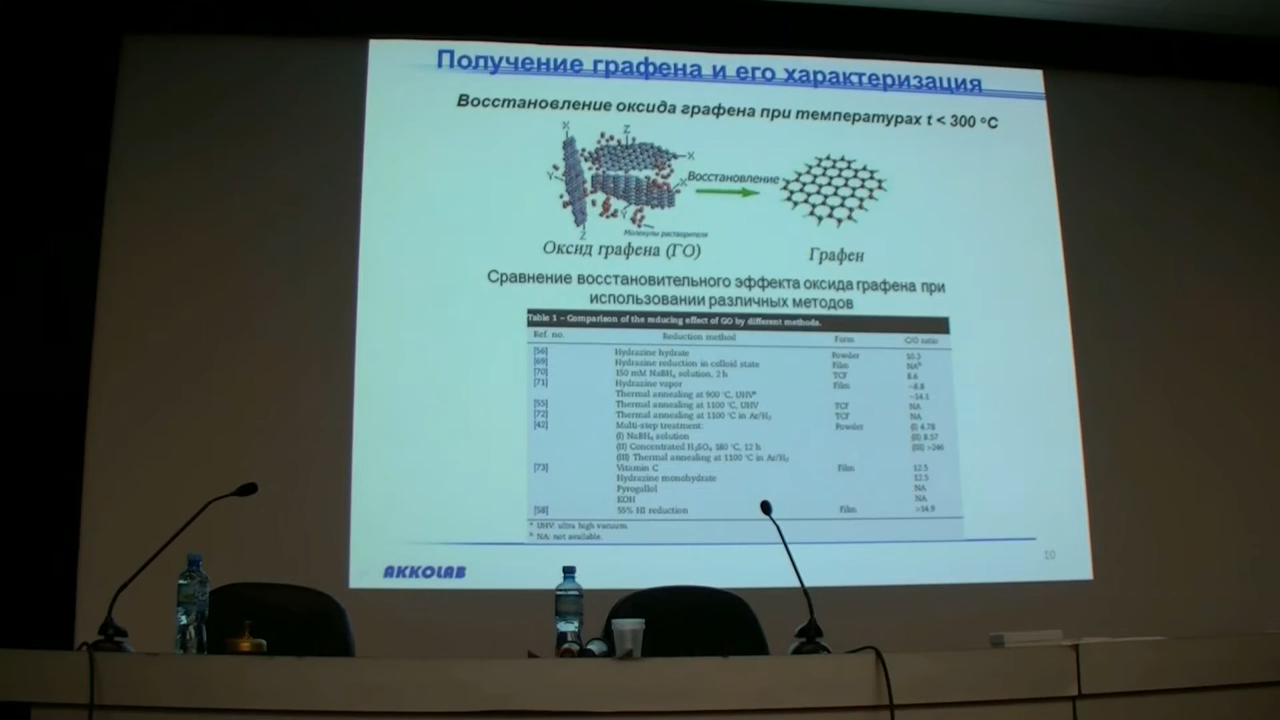 Получение графена и его характеризация
Восстановление оксида графена при температурах t < 300 °C
X
Z
X
Y
X
Восстановление
Y
Z
Молекулы растворителя
Оксид графена (ГО)
Графен
Сравнение восстановительного эффекта оксида графена при
использовании различных методов
Table 1 – Comparison of the reducing effect of GO by different methods.
Ref. no. Reduction method Form C/O ratio
[56] Hydrazine hydrate Powder 10.3
[69] Hydrazine reduction in colloid state Film NAᵇ
[70] 150 mM NaBH₄ solution, 2 h TCF 8.6
[71] Hydrazine vapor Film ~8.8
Thermal annealing at 900 °C, UHVᵃ ~14.1
[55] Thermal annealing at 1100 °C, UHV TCF NA
[72] Thermal annealing at 1100 °C in Ar/H₂ TCF NA
[42] Multi-step treatment: Powder (I) 4.78
(I) NaBH₄ solution (II) 8.57
(II) Concentrated H₂SO₄ 180 °C, 12 h (III) >246
(III) Thermal annealing at 1100 °C in Ar/H₂
[73] Vitamin C Film 12.5
Hydrazine monohydrate 12.5
Pyrogallol NA
KOH NA
[58] 55% HI reduction Film >14.9
ᵃ UHV: ultra high vacuum.
ᵇ NA: not available.
AKKOLAB
10